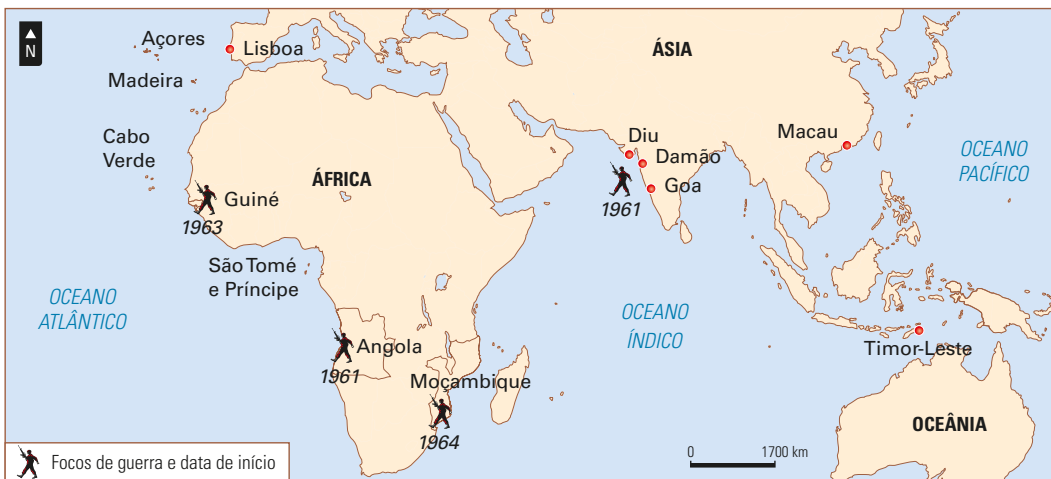 N
Açores
Lisboa
Madeira
Cabo
Verde
ÁFRICA
Guiné
1963
São Tomé
e Príncipe
OCEANO
ATLÂNTICO
Angola
1961
Moçambique
1964
ÁSIA
Diu
Damão
Goa
1961
Macau
OCEANO
PACÍFICO
OCEANO
ÍNDICO
Timor-Leste
OCEÂNIA
0 1700 km
Focos de guerra e data de início